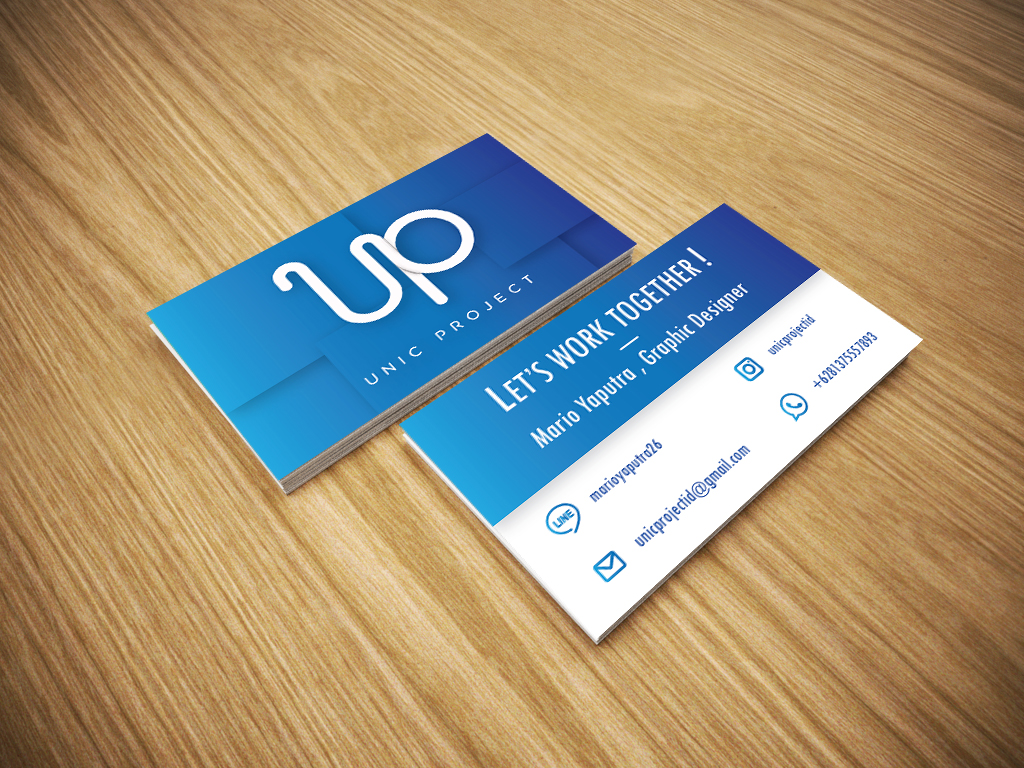 UP
UNIC PROJECT
LET'S WORK TOGETHER !
Mario Yaputra , Graphic Designer
LINE
marioyaputra26
unicprojectid
unicprojectid@gmail.com
+6281375557893